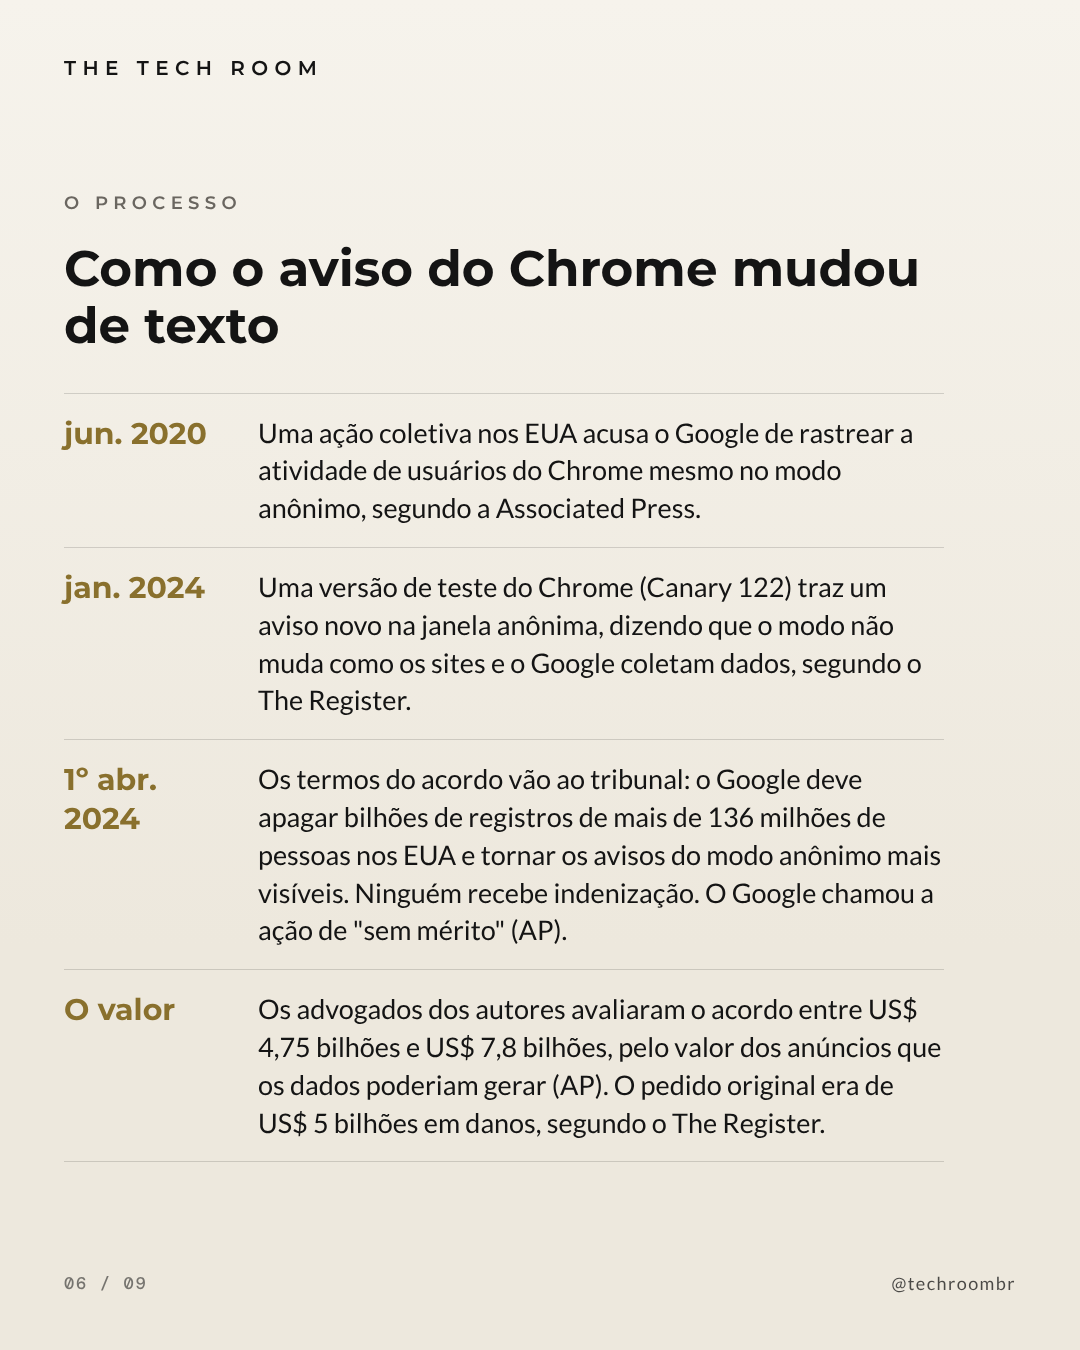 THE TECH ROOM
O PROCESSO
Como o aviso do Chrome mudou
de texto
jun. 2020
Uma ação coletiva nos EUA acusa o Google de rastrear a
atividade de usuários do Chrome mesmo no modo
anônimo, segundo a Associated Press.
jan. 2024
Uma versão de teste do Chrome (Canary 122) traz um
aviso novo na janela anônima, dizendo que o modo não
muda como os sites e o Google coletam dados, segundo o
The Register.
1º abr.
2024
Os termos do acordo vão ao tribunal: o Google deve
apagar bilhões de registros de mais de 136 milhões de
pessoas nos EUA e tornar os avisos do modo anônimo mais
visíveis. Ninguém recebe indenização. O Google chamou a
ação de "sem mérito" (AP).
O valor
Os advogados dos autores avaliaram o acordo entre US$
4,75 bilhões e US$ 7,8 bilhões, pelo valor dos anúncios que
os dados poderiam gerar (AP). O pedido original era de
US$ 5 bilhões em danos, segundo o The Register.
06 / 09
@techroombr